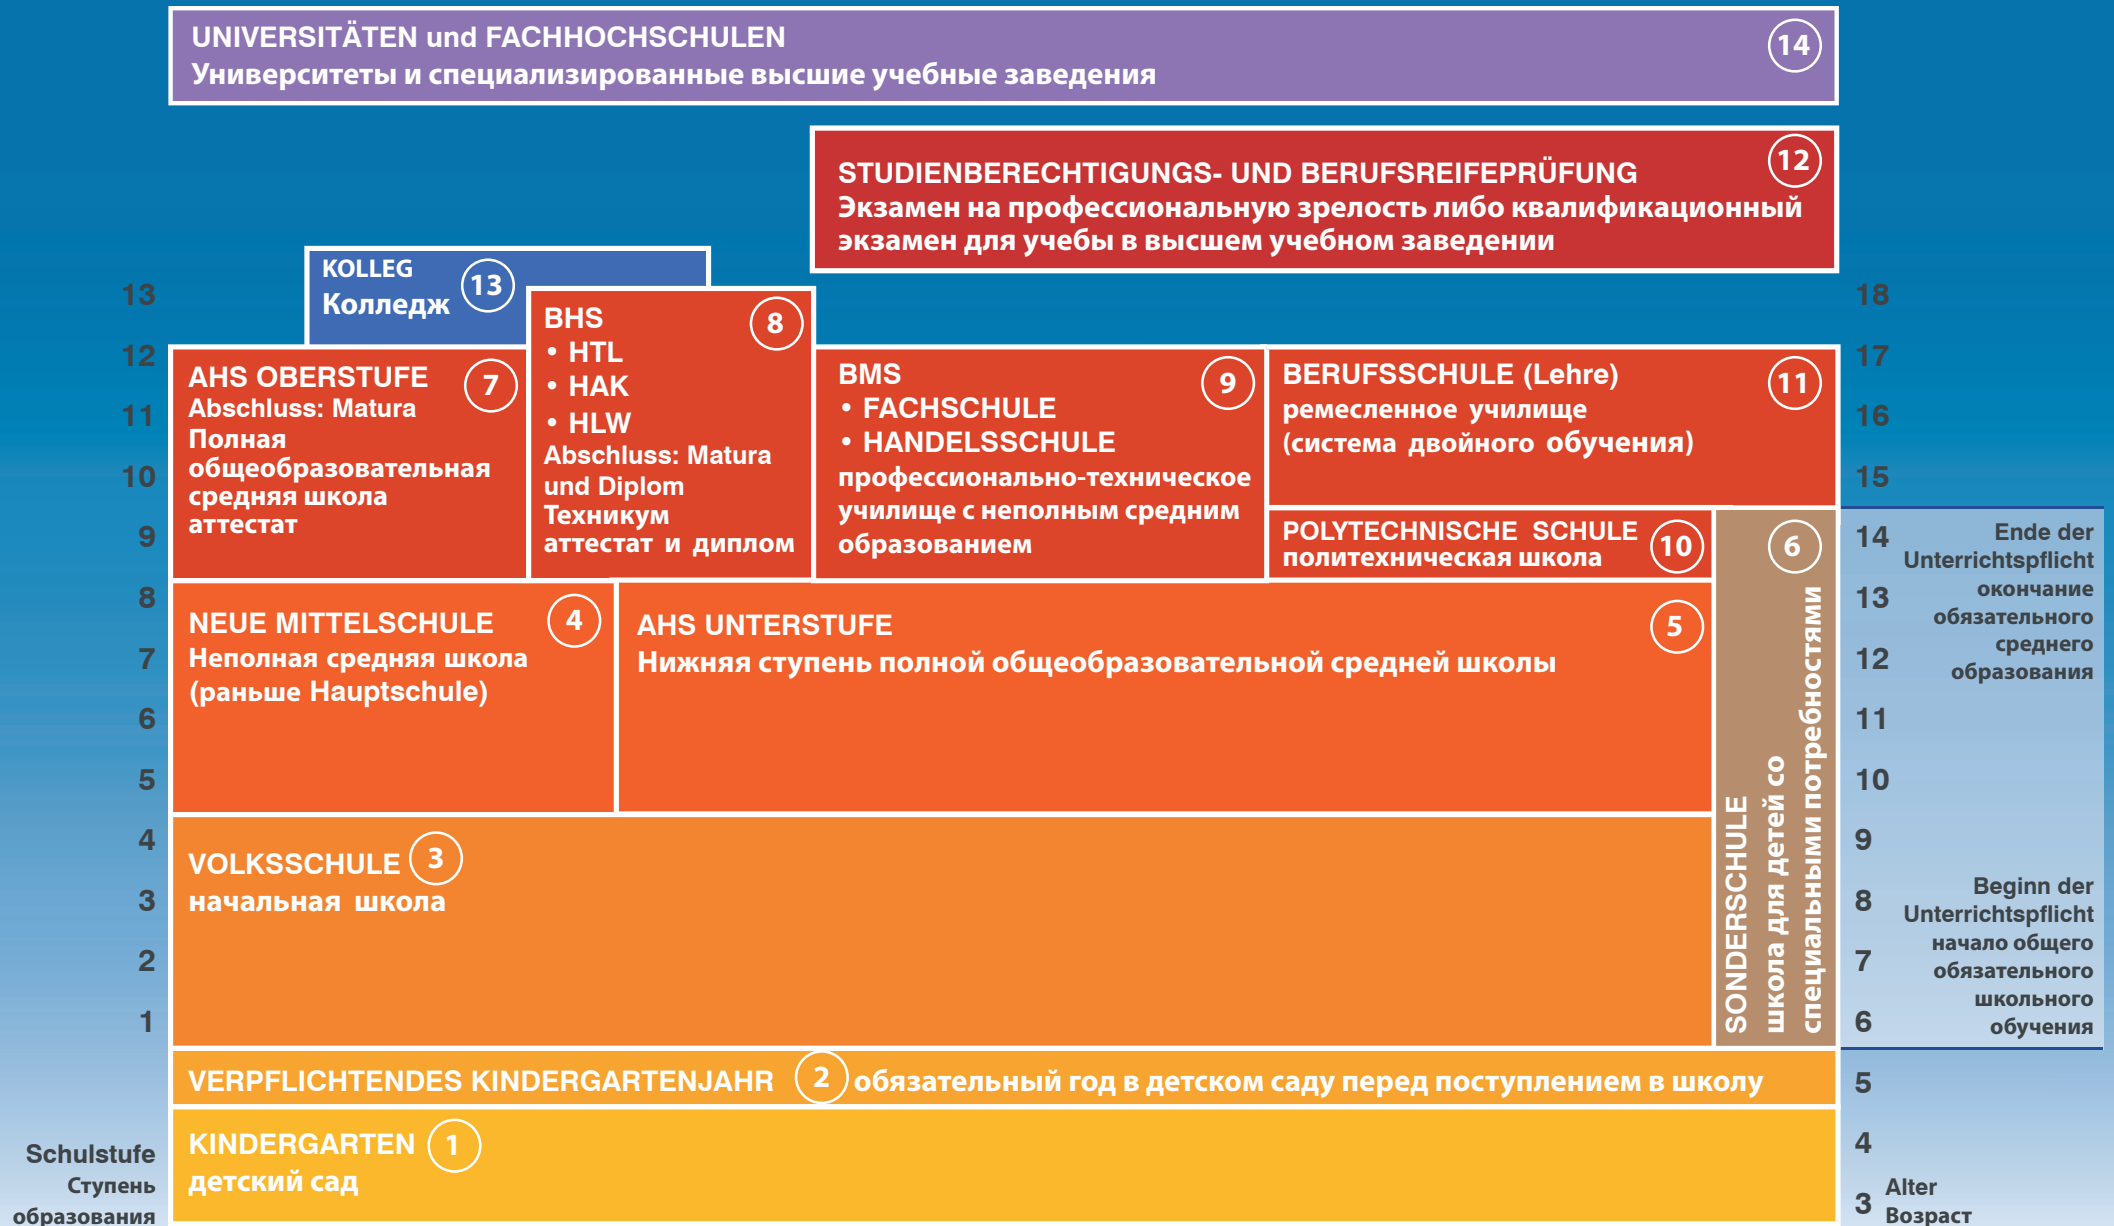 UNIVERSITÄTEN und FACHHOCHSCHULEN
Университеты и специализированные высшие учебные заведения
14
STUDIENBERECHTIGUNGS- UND BERUFSREIFEPRÜFUNG
Экзамен на профессиональную зрелость либо квалификационный
экзамен для учебы в высшем учебном заведении
12
KOLLEG
Колледж
13
AHS OBERSTUFE
Abschluss: Matura
Полная
общеобразовательная
средняя школа
аттестат
7
BHS
• HTL
• HAK
• HLW
Abschluss: Matura
und Diplom
Техникум
аттестат и диплом
8
BMS
• FACHSCHULE
• HANDELSSCHULE
профессионально-техническое
училище с неполным средним
образованием
9
BERUFSSCHULE (Lehre)
ремесленное училище
(система двойного обучения)
11
POLYTECHNISCHE SCHULE
политехническая школа
10
6
SONDERSCHULE
школа для детей со
специальными потребностями
NEUE MITTELSCHULE
Неполная средняя школа
(раньше Hauptschule)
4
AHS UNTERSTUFE
Нижняя ступень полной общеобразовательной средней школы
5
VOLKSSCHULE
начальная школа
3
VERPFLICHTENDES KINDERGARTENJAHR 2 обязательный год в детском саду перед поступлением в школу
KINDERGARTEN
детский сад
1
13
12
11
10
9
8
7
6
5
4
3
2
1
Schulstufe
Ступень
образования
18
17
16
15
14
13
12
11
10
9
8
7
6
5
4
3
Alter
Возраст
Ende der
Unterrichtspflicht
окончание
обязательного
среднего
образования
Beginn der
Unterrichtspflicht
начало общего
обязательного
школьного
обучения